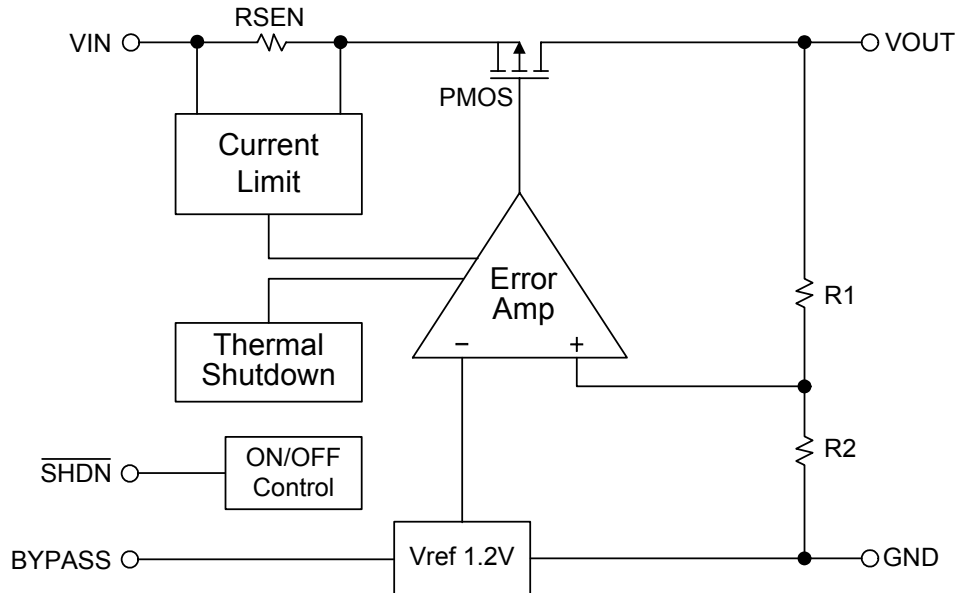 RSEN
VIN
VOUT
PMOS
Current
Limit
Error
Amp
R1
Thermal
Shutdown
− +
R2
SHDN
ON/OFF
Control
BYPASS
Vref 1.2V
GND